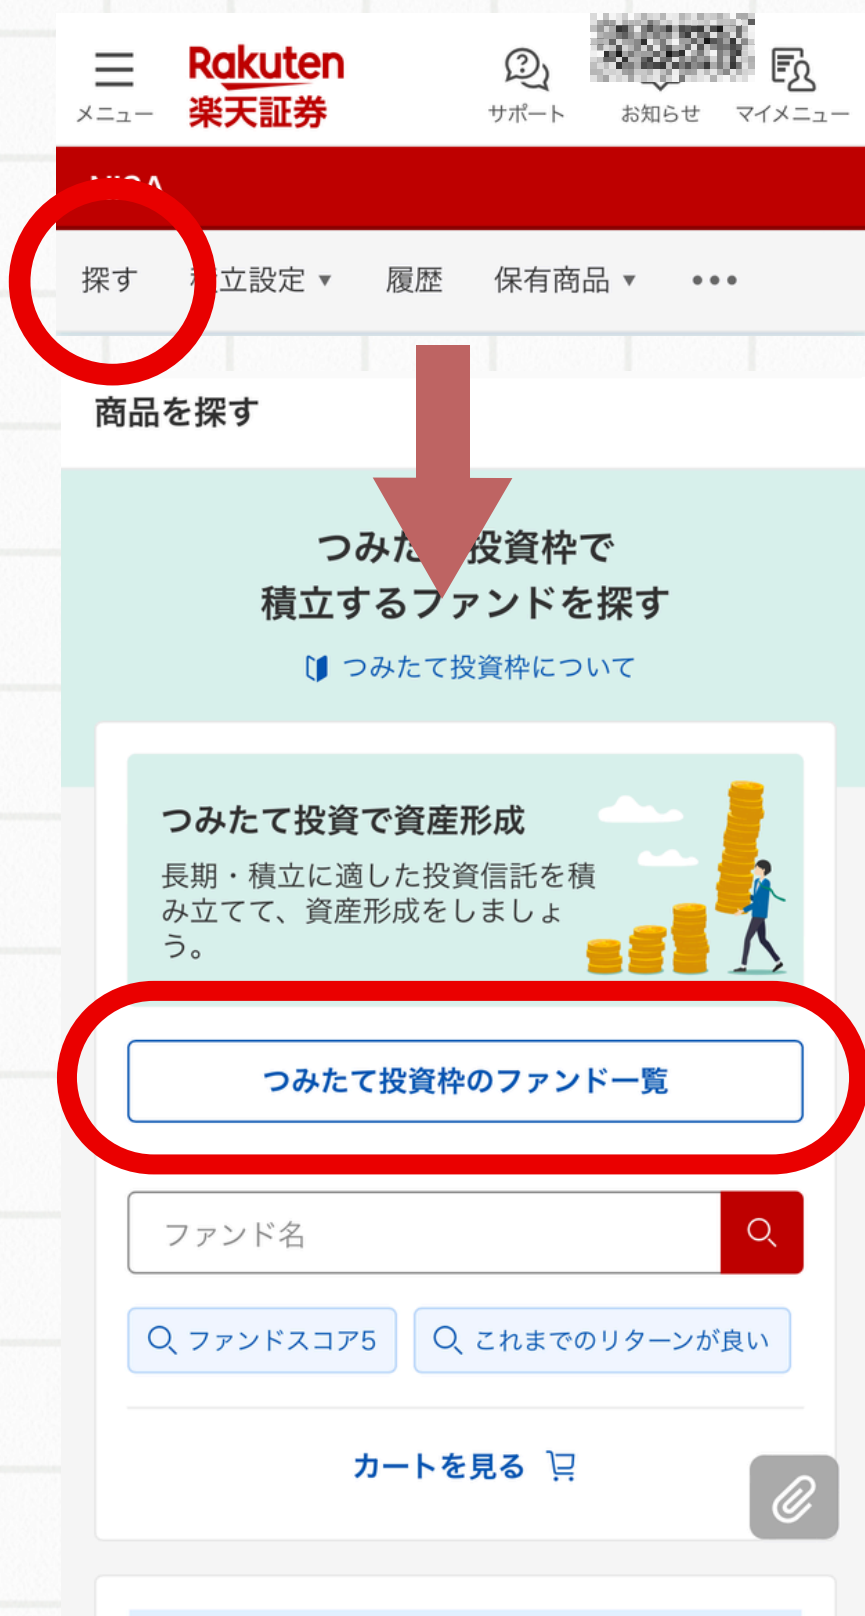 Rakuten
楽天証券
メニュー
サポート
お知らせ
マイメニュー
探す
立設定 ▼
履歴
保有商品 ▼
•••
商品を探す
つみた 投資枠で
積立するファンドを探す
つみたて投資枠について
つみたて投資で資産形成
長期・積立に適した投資信託を積
み立てて、資産形成をしましょ
う。
つみたて投資枠のファンド一覧
ファンド名
ファンドスコア5
これまでのリターンが良い
カートを見る